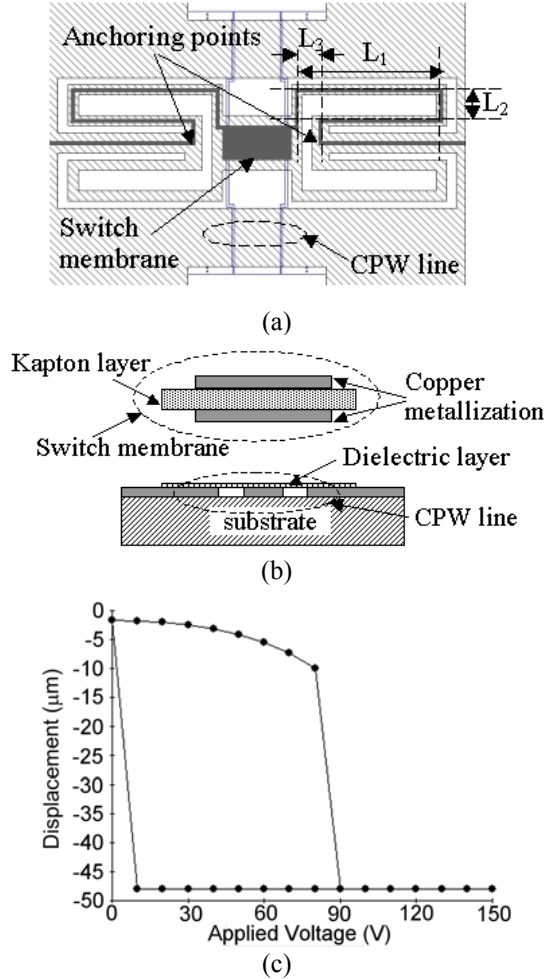 Anchoring points
L3
L1
L2
Switch
membrane
CPW line
(a)
Kapton layer
Copper
metallization
Switch membrane
Dielectric layer
substrate
CPW line
(b)
0
-5
-10
-15
-20
-25
-30
-35
-40
-45
-50
Displacement (μm)
0
30
60
90
120
150
Applied Voltage (V)
(c)